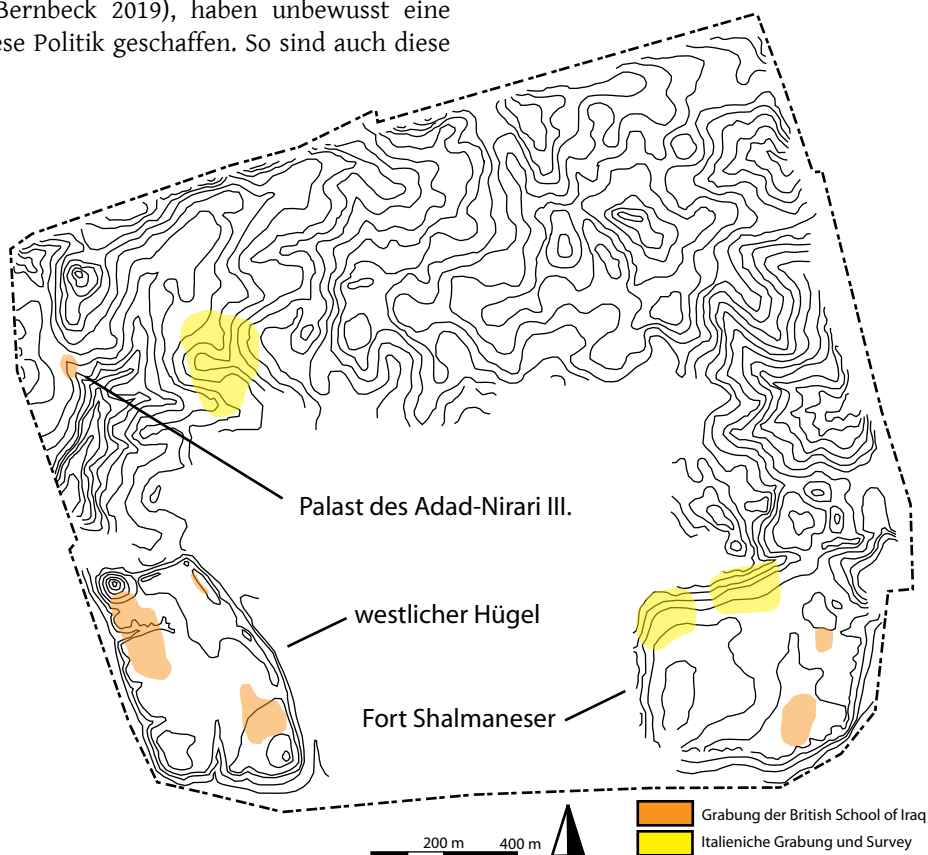 Bernbeck 2019), haben unbewusst eine
ese Politik geschaffen. So sind auch diese
Palast des Adad-Nirari III.
westlicher Hügel
Fort Shalmaneser
200 m 400 m
Grabung der British School of Iraq
Italieniche Grabung und Survey